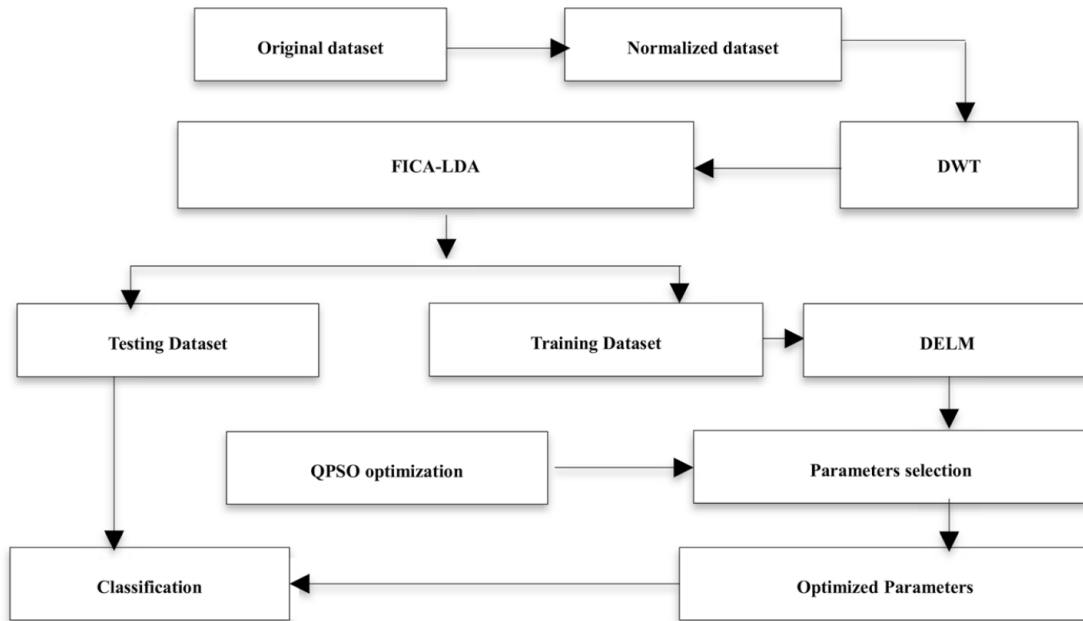 Original dataset
Normalized dataset
FICA-LDA
DWT
Testing Dataset
Training Dataset
DELM
QPSO optimization
Parameters selection
Classification
Optimized Parameters